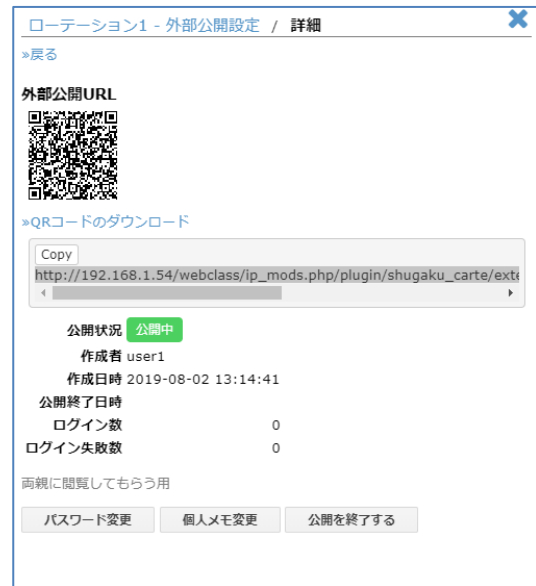 ローテーション1 - 外部公開設定 / 詳細
»戻る
外部公開URL
»QRコードのダウンロード
Copy
http://192.168.1.54/webclass/ip_mods.php/plugin/shugaku_carte/exte
公開状況 公開中
作成者 user1
作成日時 2019-08-02 13:14:41
公開終了日時
ログイン数 0
ログイン失敗数 0
両親に閲覧してもらう用
パスワード変更 個人メモ変更 公開を終了する